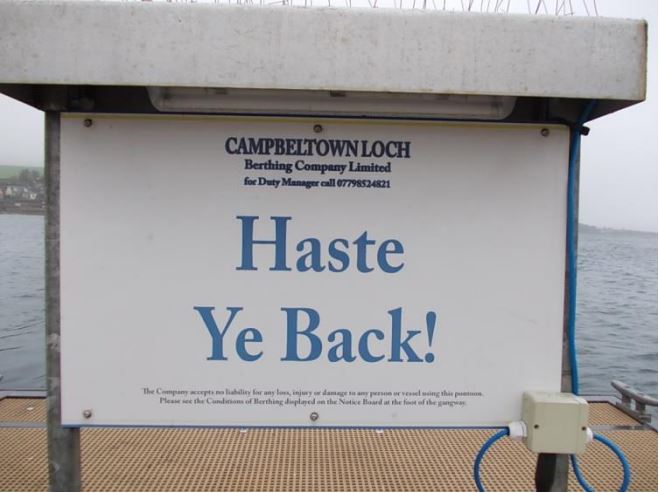 CAMPBELTOWN LOCH
Berthing Company Limited
for Duty Manager call 07798524821
Haste
Ye Back!
The Company accepts no liability for any loss, injury or damage to any person or vessel using this pontoon.
Please see the Conditions of Berthing displayed on the Notice Board at the foot of the gangway.